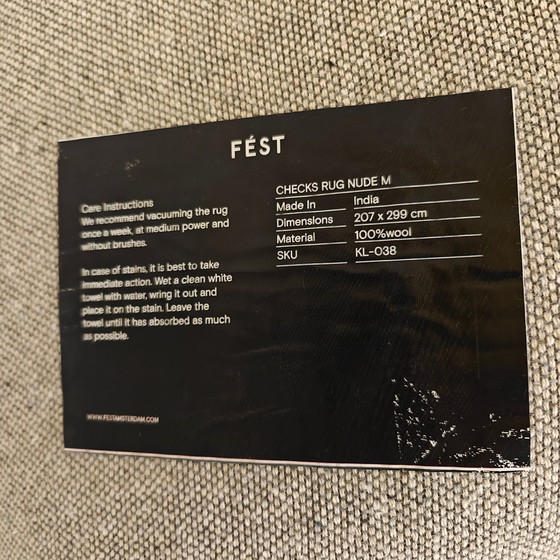 FÉST
Care Instructions
We recommend vacuuming the rug
once a week, at medium power and
without brushes.
In case of stains, it is best to take
immediate action. Wet a clean white
towel with water, wring it out and
place it on the stain. Leave the
towel until it has absorbed as much
as possible.
WWW.FESTAMSTERDAM.COM
CHECKS RUG NUDE M
Made In India
Dimensions 207 x 299 cm
Material 100%wool
SKU KL-038